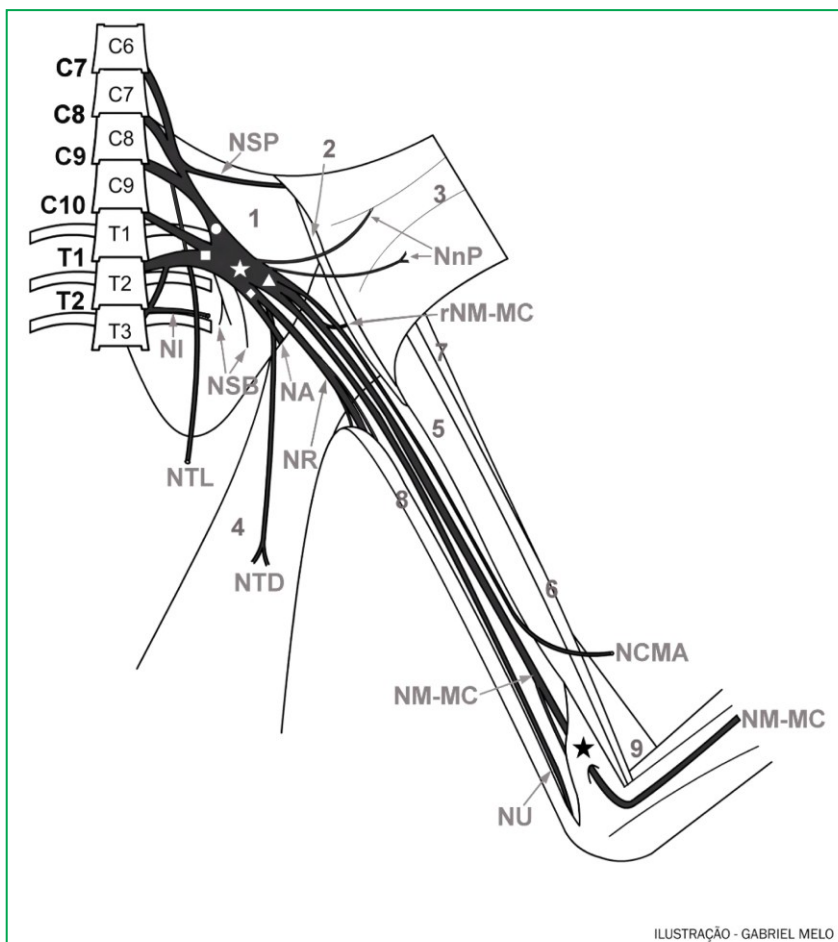 C6
C7
C7
C8
C8
C9
C9
C10
T1
T1
T2
T2
T3
NSP
2
1
3
NnP
rNM-MC
NI
NSB
NA
7
5
NR
NTL
8
4
NTD
6
NCMA
NM-MC
NM-MC
9
NU
ILUSTRAÇÃO - GABRIEL MELO